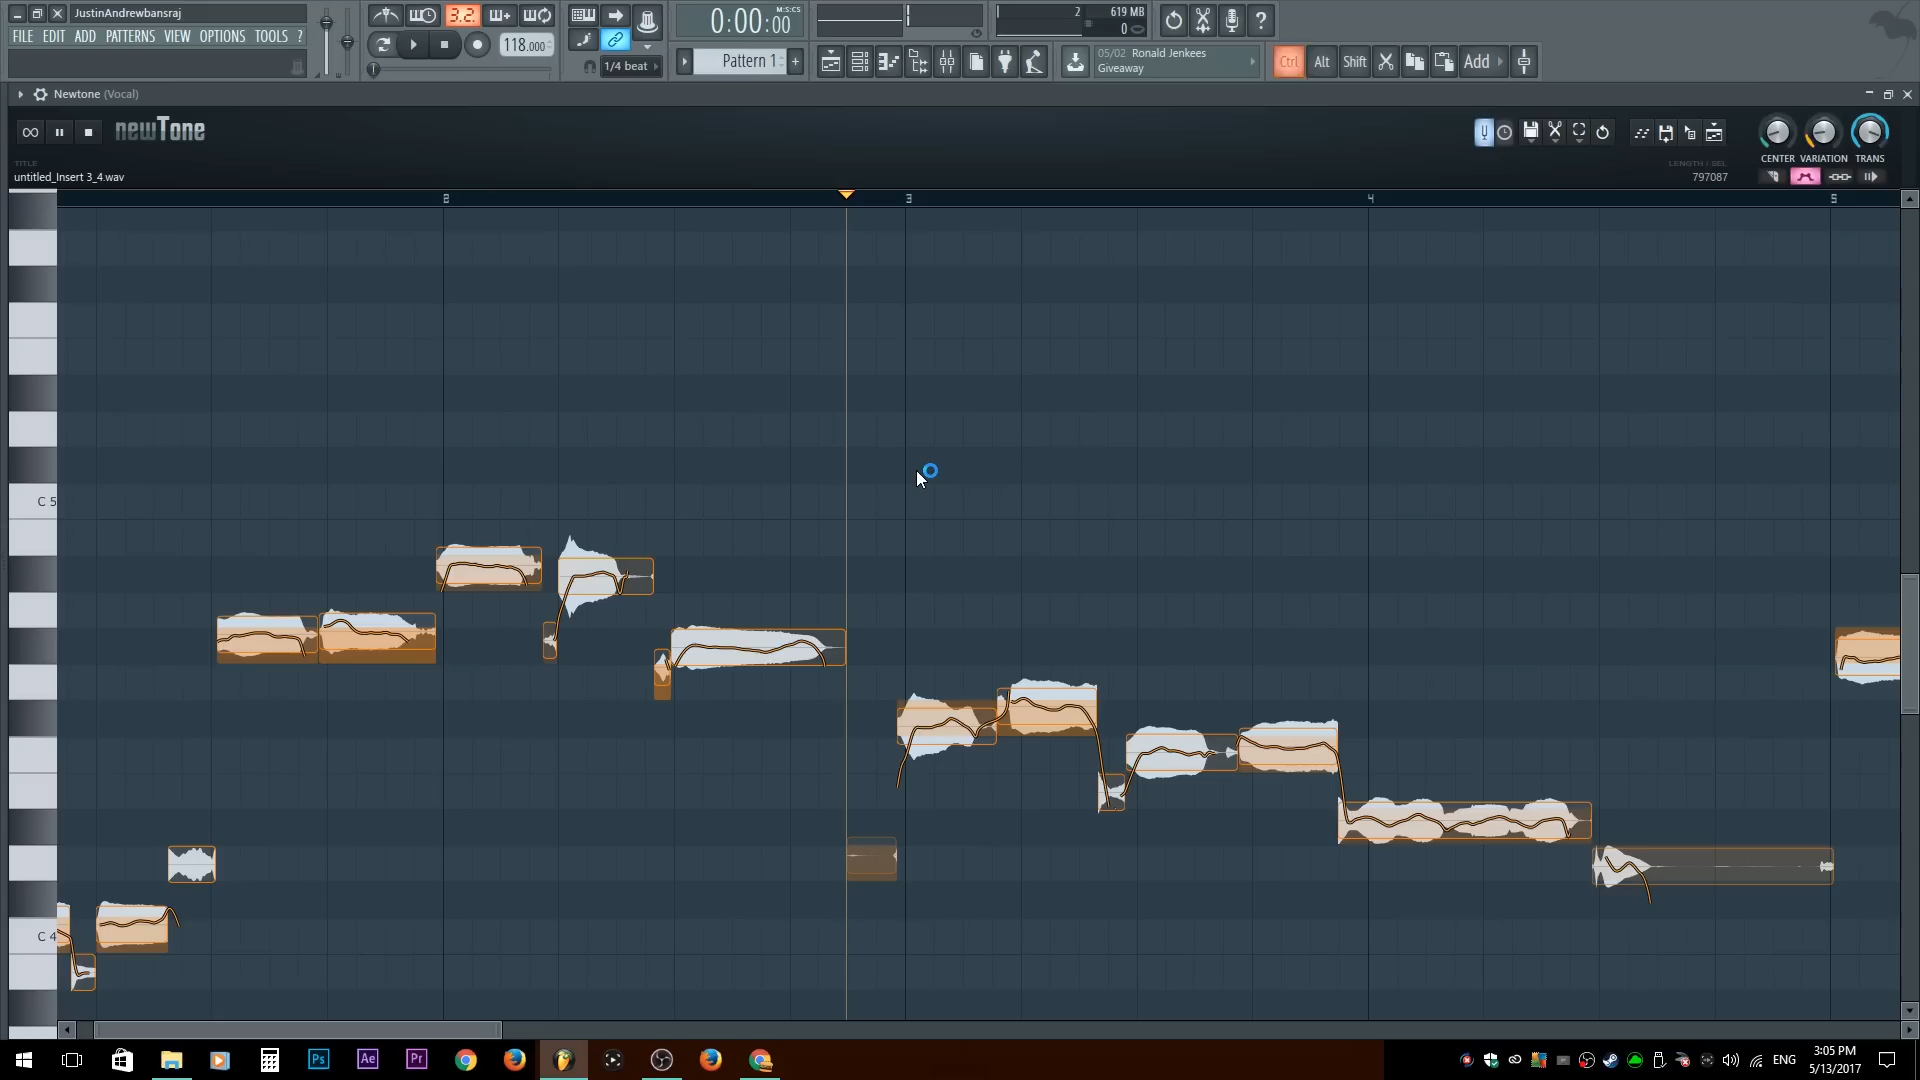 JustinAndrewbansraj
FILE EDIT ADD PATTERNS VIEW OPTIONS TOOLS ?
3.2
118.000
1/4 beat
0:00:00
M:S:CS
Pattern 1
2
619 MB
0
05/02 Ronald Jenkees
Giveaway
Ctrl Alt Shift
Add
Newtone (Vocal)
newTone
TITLE
untitled_Insert 3_4.wav
CENTER VARIATION TRANS
LENGTH / SEL
797087
2 3 4 5
C 5
C 4
Ps Ae Pr
ENG
3:05 PM
5/13/2017